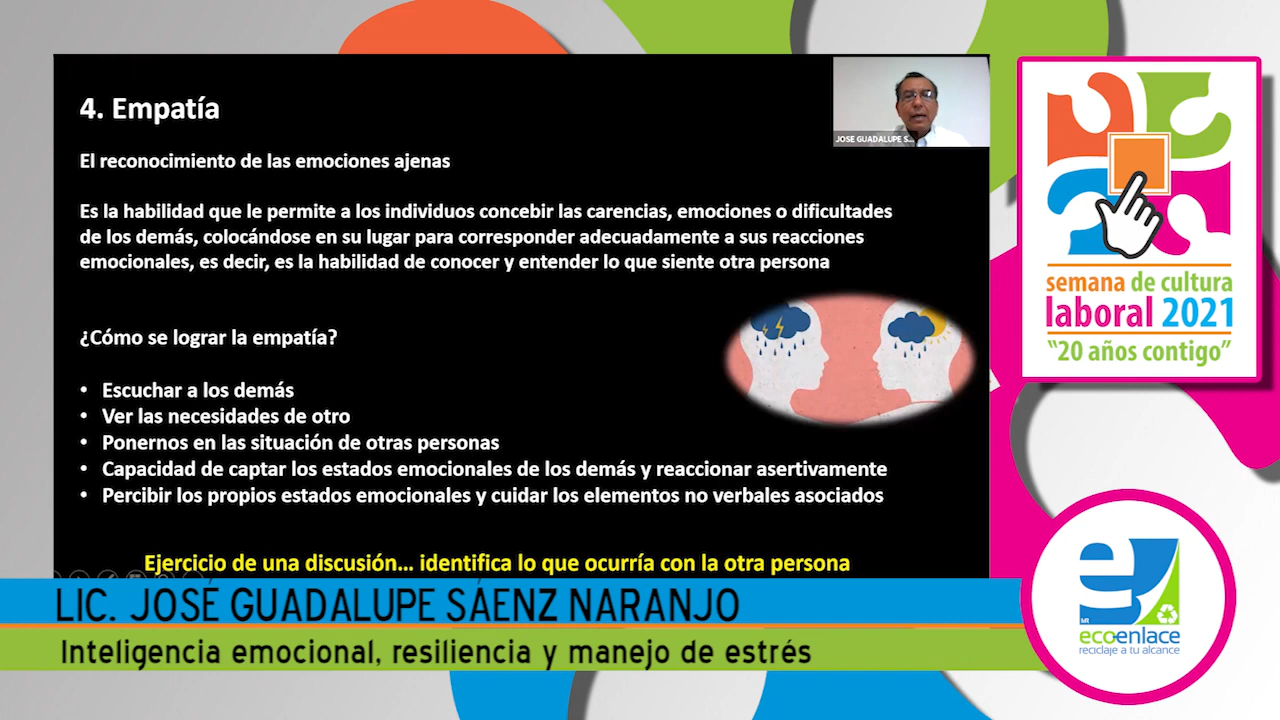 4. Empatía
JOSE GUADALUPE S...
El reconocimiento de las emociones ajenas
Es la habilidad que le permite a los individuos concebir las carencias, emociones o dificultades
de los demás, colocándose en su lugar para corresponder adecuadamente a sus reacciones
emocionales, es decir, es la habilidad de conocer y entender lo que siente otra persona
¿Cómo se lograr la empatía?
• Escuchar a los demás
• Ver las necesidades de otro
• Ponernos en las situación de otras personas
• Capacidad de captar los estados emocionales de los demás y reaccionar asertivamente
• Percibir los propios estados emocionales y cuidar los elementos no verbales asociados
Ejercicio de una discusión... identifica lo que ocurría con la otra persona
LIC. JOSÉ GUADALUPE SÁENZ NARANJO
Inteligencia emocional, resiliencia y manejo de estrés
semana de cultura
laboral 2021
"20 años contigo"
eco-enlace
reciclaje a tu alcance